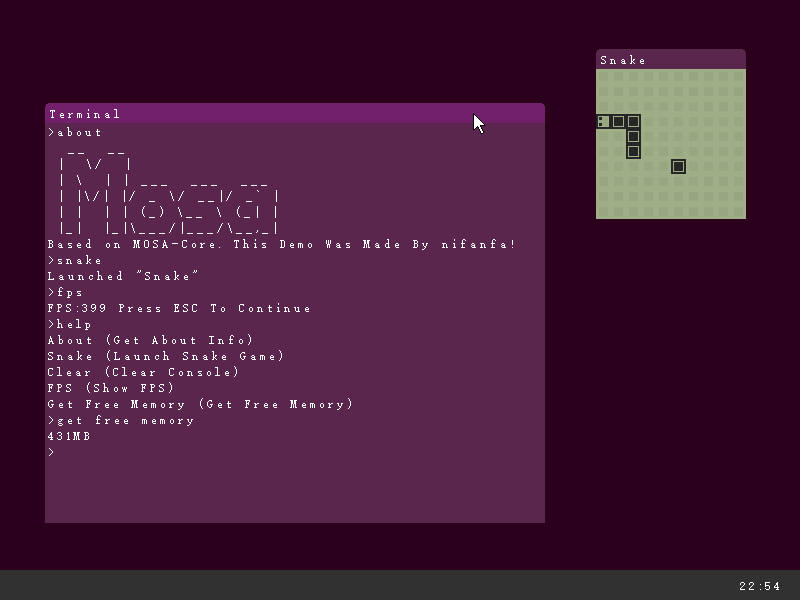 Terminal
>about
Mosa
Based on MOSA-Core. This Demo Was Made By nifanfa!
>snake
Launched "Snake"
>fps
FPS:399 Press ESC To Continue
>help
About (Get About Info)
Snake (Launch Snake Game)
Clear (Clear Console)
FPS (Show FPS)
Get Free Memory (Get Free Memory)
>get free memory
431MB
>
Snake
22:54